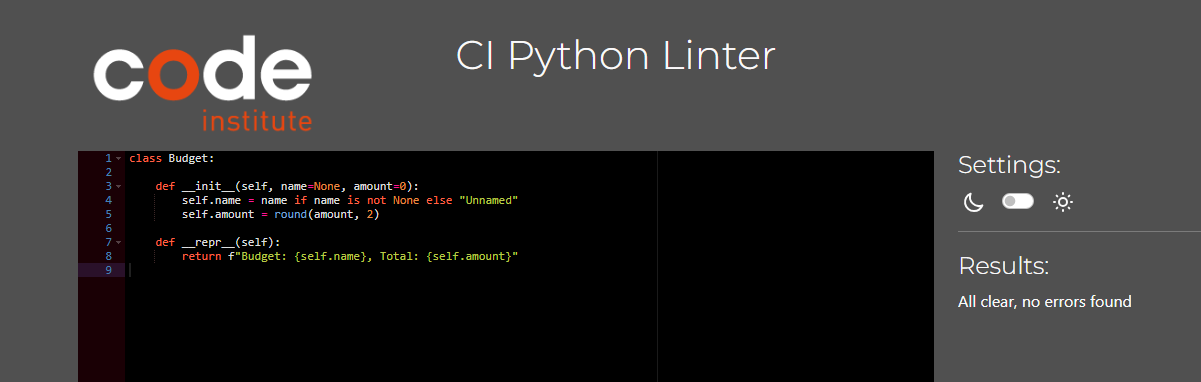 code
institute
CI Python Linter
1 class Budget:
2
3     def __init__(self, name=None, amount=0):
4         self.name = name if name is not None else "Unnamed"
5         self.amount = round(amount, 2)
6
7     def __repr__(self):
8         return f"Budget: {self.name}, Total: {self.amount}"
9
Settings:
Results:
All clear, no errors found